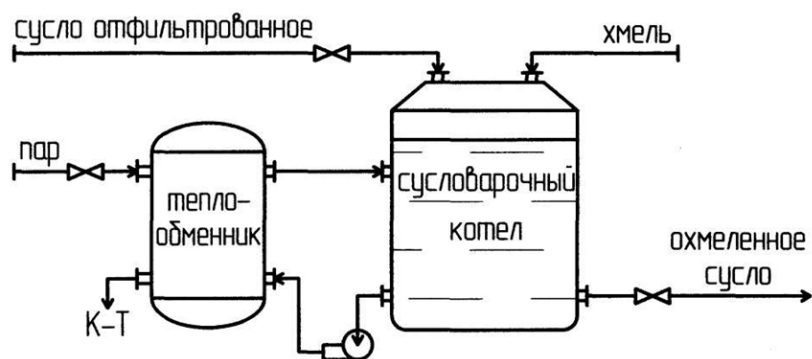 сусло отфильтрованное
хмель
пар
тепло-
обменник
сусловарочный
котел
охмеленное
сусло
К-Т